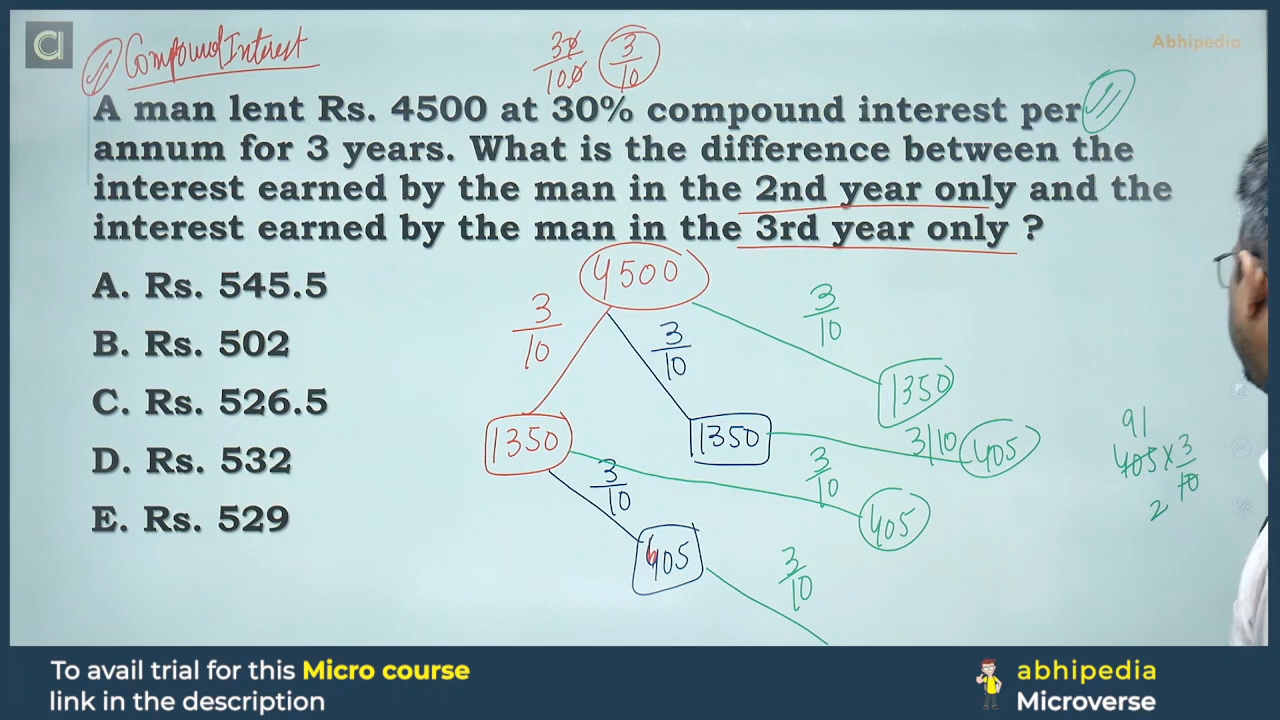 Compound Interest
30/100 3/10
Abhipedia
A man lent Rs. 4500 at 30% compound interest per
annum for 3 years. What is the difference between the
interest earned by the man in the 2nd year only and the
interest earned by the man in the 3rd year only ?
A. Rs. 545.5
B. Rs. 502
C. Rs. 526.5
D. Rs. 532
E. Rs. 529
4500
3/10 3/10 3/10
1350 1350 1350
3/10 405
3/10 3/10 405
405
3/10
91
405 x 3/10
2
To avail trial for this Micro course
link in the description
abhipedia
Microverse